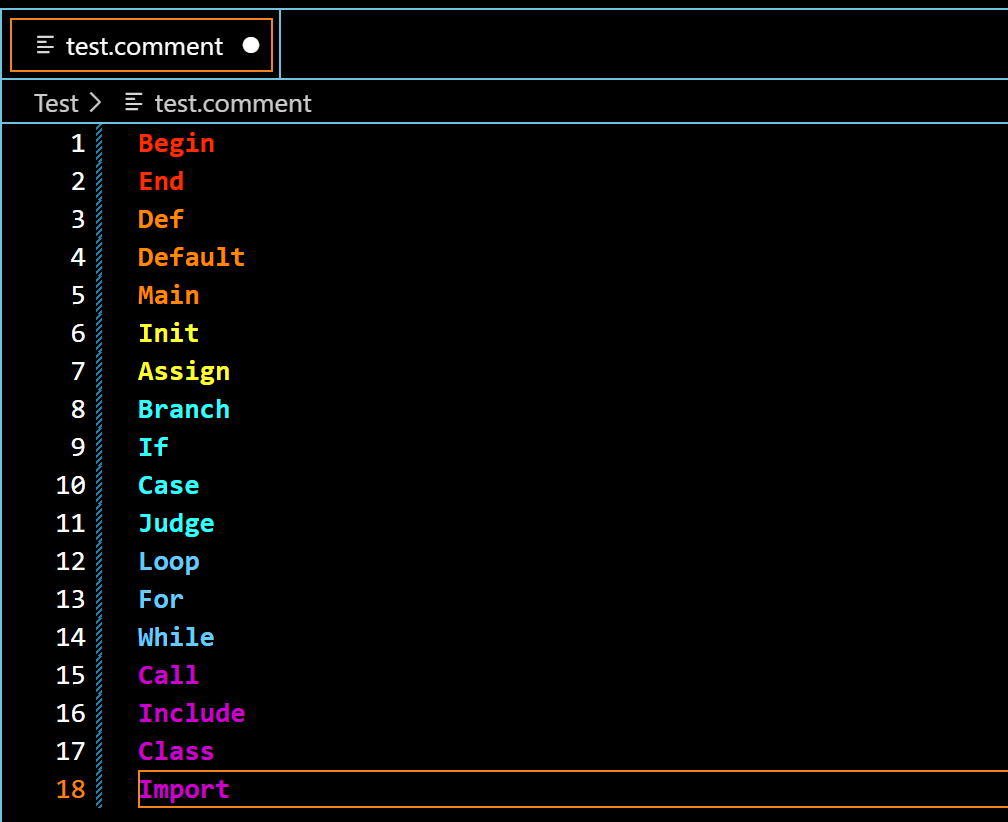 test.comment
Test > test.comment
1 Begin
2 End
3 Def
4 Default
5 Main
6 Init
7 Assign
8 Branch
9 If
10 Case
11 Judge
12 Loop
13 For
14 While
15 Call
16 Include
17 Class
18 Import